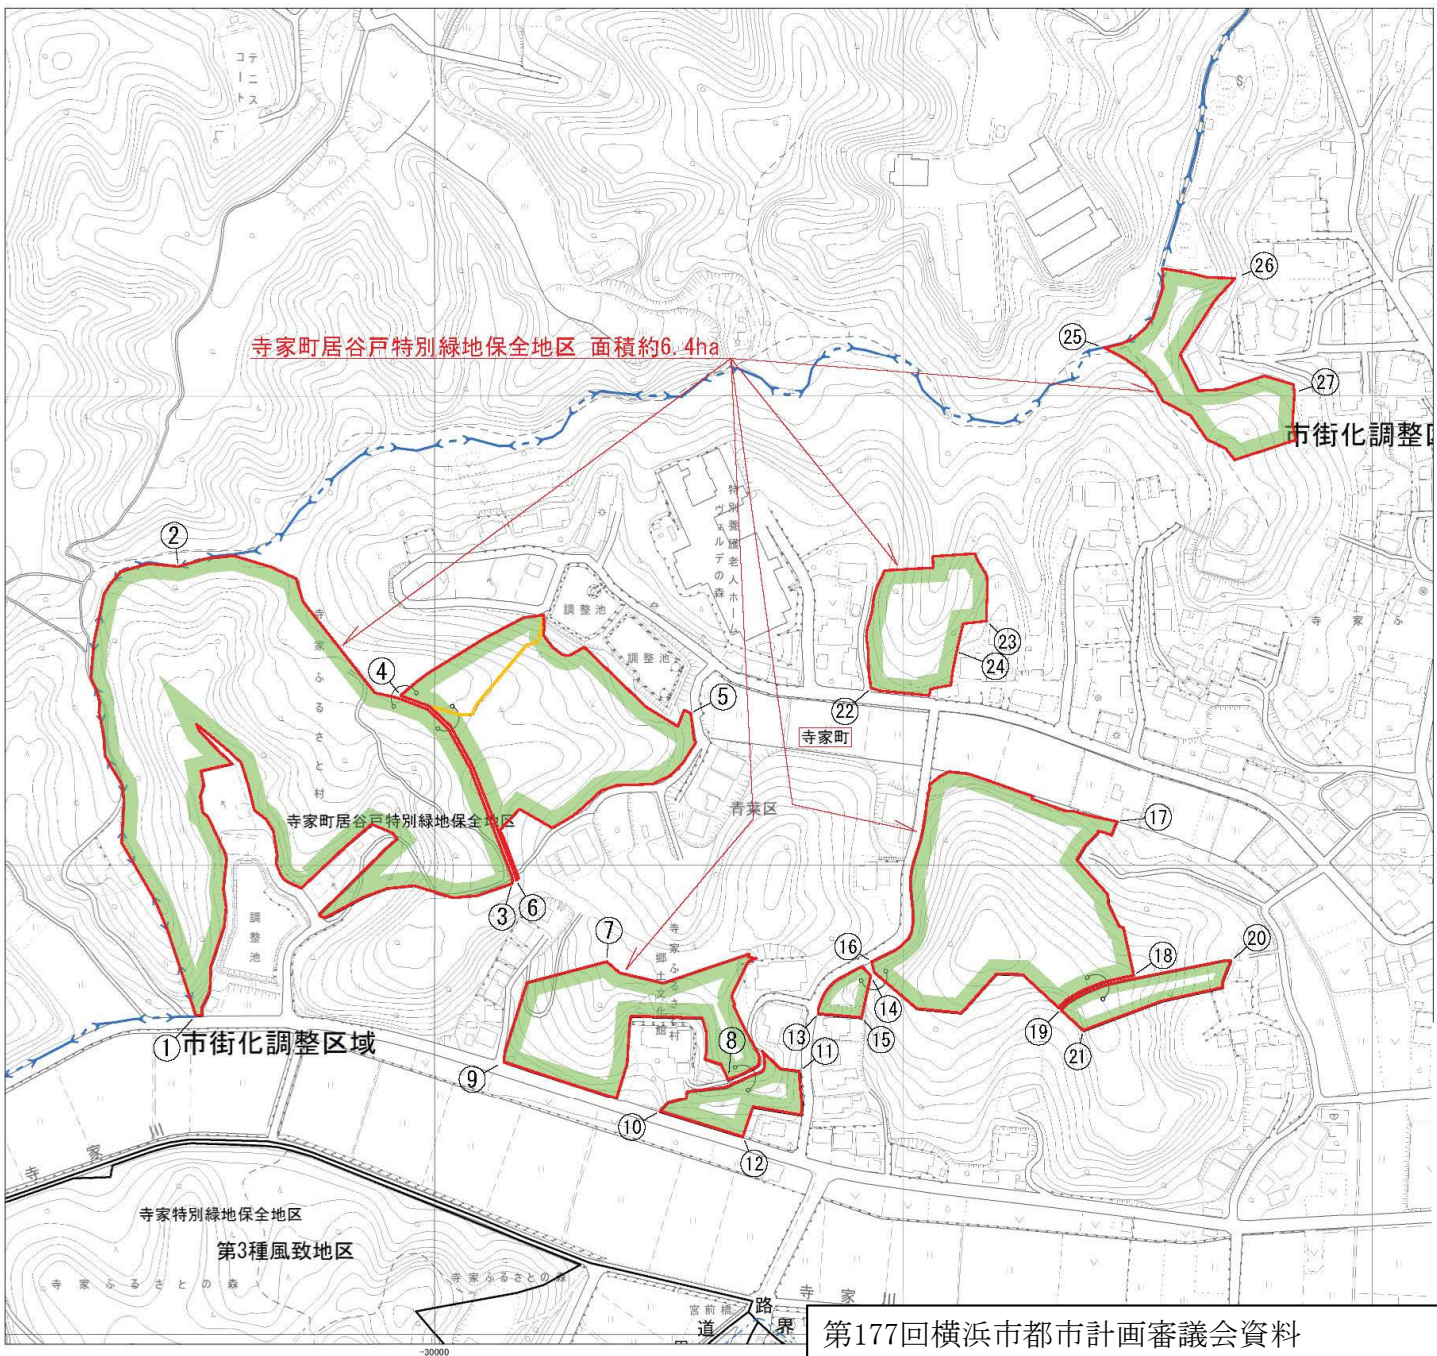 テニス
コート
S
㉖
寺家町居谷戸特別緑地保全地区 面積約6.4ha
㉕
㉗
市街化調整区
特別養護老人ホーム
ヴェルデの森
②
調整池
寺家ふ
寺家ふるさと村
㉓
調整池
㉔
④
⑤
㉒
寺家町
青葉区
寺家町居谷戸特別緑地保全地区
⑰
③
⑥
調整池
⑦
寺家ふるさと村
郷土文化館
⑯
⑳
⑱
⑭
⑬
⑮
⑲
㉑
①
市街化調整区域
⑧
⑪
⑨
⑩
⑫
寺家川
寺家特別緑地保全地区
第3種風致地区
寺家ふるさとの森
寺家ふるさとの森
寺家川
宮前橋
路
道
界
第177回横浜市都市計画審議会資料
-30000